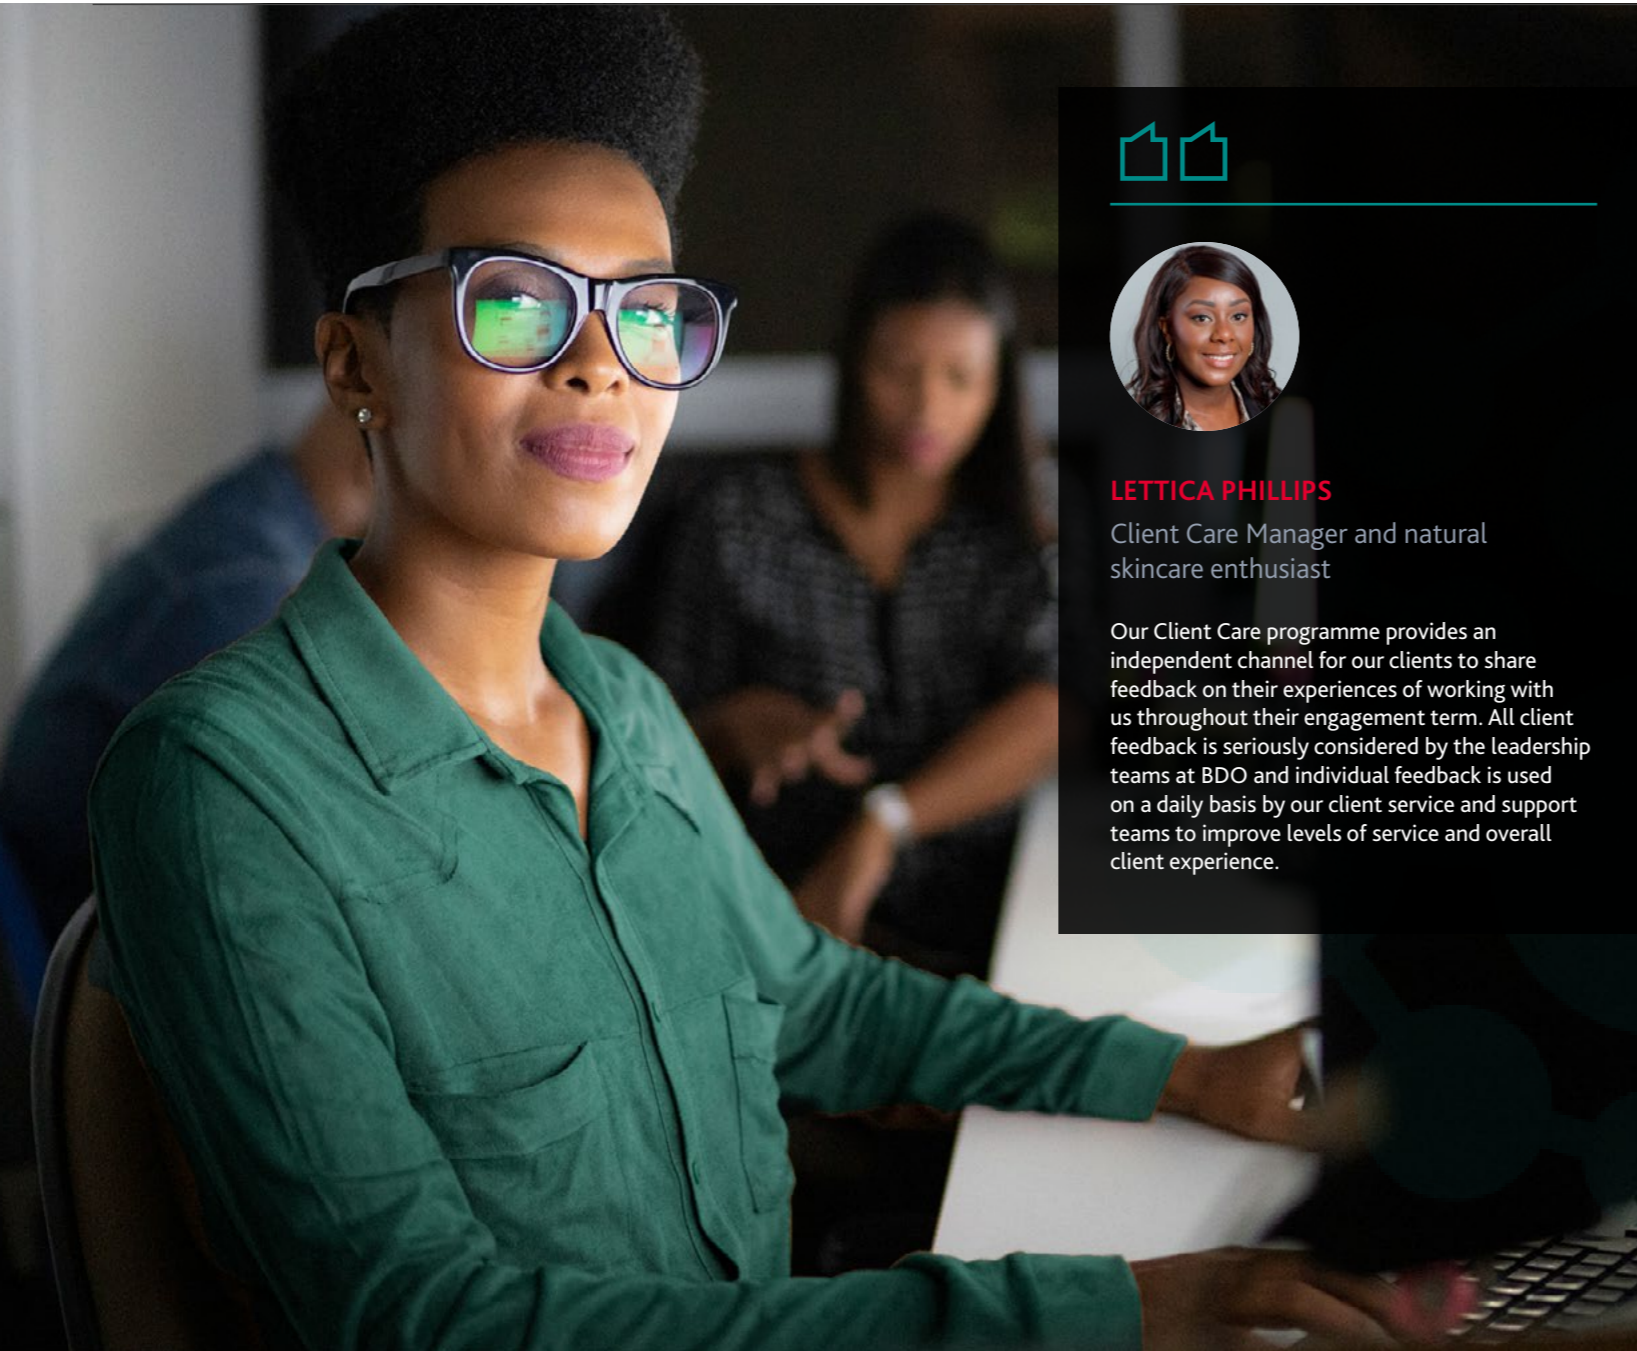 LETTICA PHILLIPS
Client Care Manager and natural
skincare enthusiast
Our Client Care programme provides an
independent channel for our clients to share
feedback on their experiences of working with
us throughout their engagement term. All client
feedback is seriously considered by the leadership
teams at BDO and individual feedback is used
on a daily basis by our client service and support
teams to improve levels of service and overall
client experience.